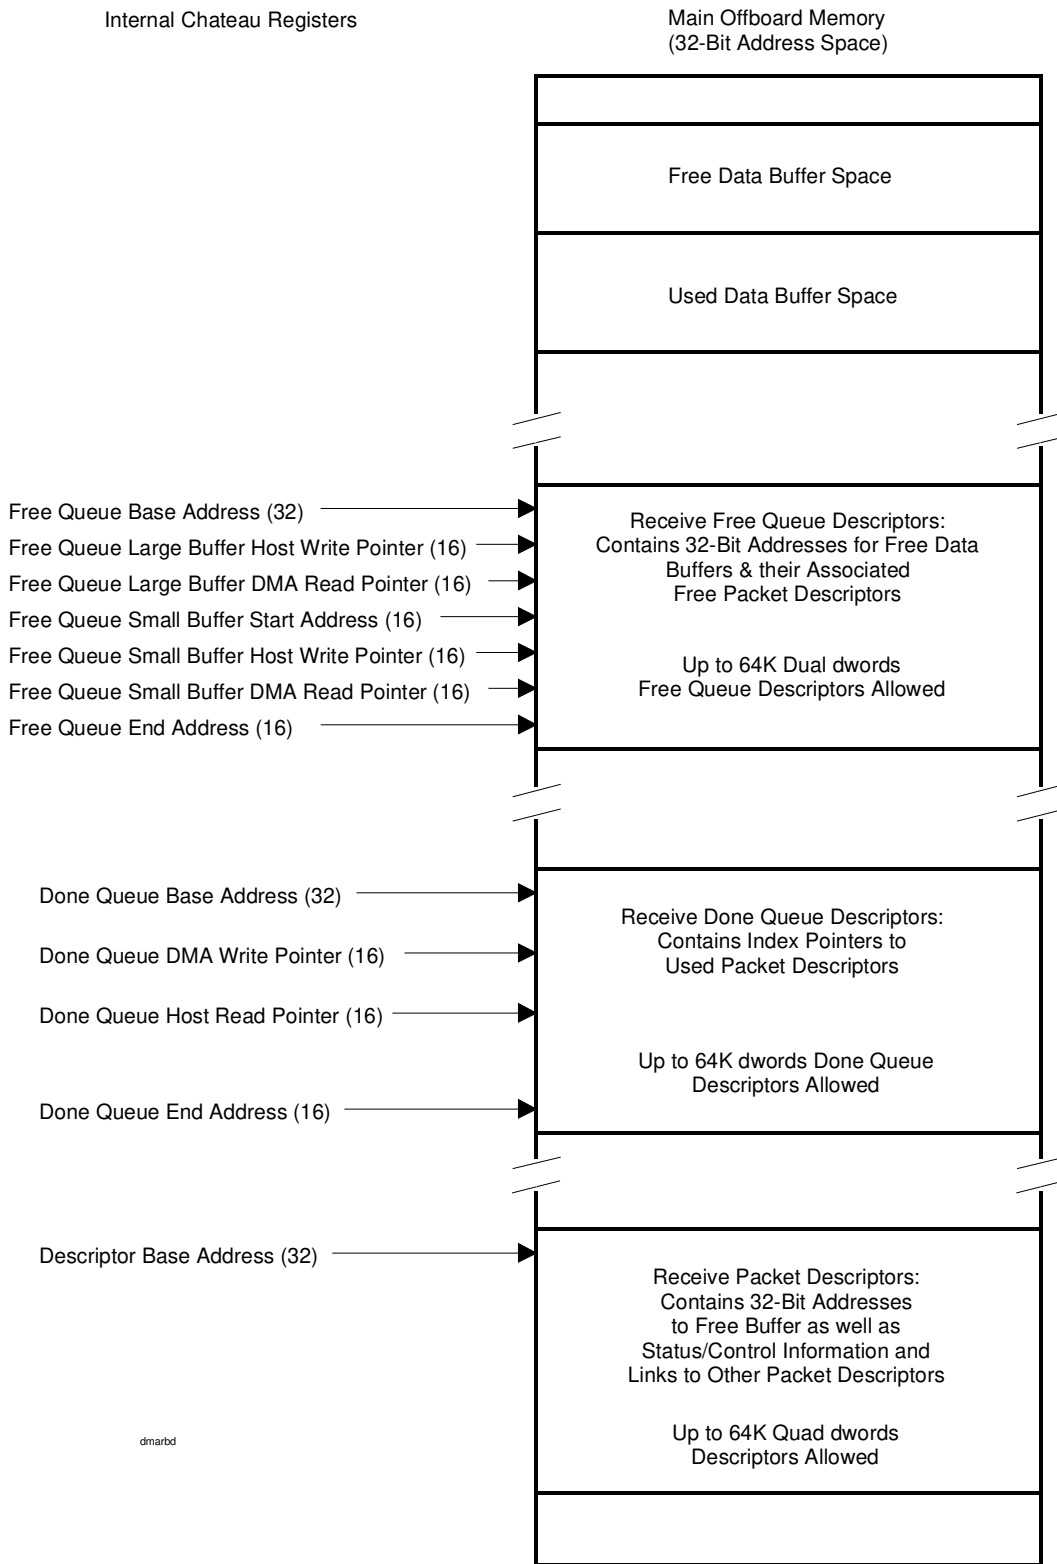 Internal Chateau Registers
Main Offboard Memory
(32-Bit Address Space)
Free Data Buffer Space
Used Data Buffer Space
Free Queue Base Address (32)
Free Queue Large Buffer Host Write Pointer (16)
Free Queue Large Buffer DMA Read Pointer (16)
Free Queue Small Buffer Start Address (16)
Free Queue Small Buffer Host Write Pointer (16)
Free Queue Small Buffer DMA Read Pointer (16)
Free Queue End Address (16)
Receive Free Queue Descriptors:
Contains 32-Bit Addresses for Free Data
Buffers & their Associated
Free Packet Descriptors
Up to 64K Dual dwords
Free Queue Descriptors Allowed
Done Queue Base Address (32)
Done Queue DMA Write Pointer (16)
Done Queue Host Read Pointer (16)
Done Queue End Address (16)
Receive Done Queue Descriptors:
Contains Index Pointers to
Used Packet Descriptors
Up to 64K dwords Done Queue
Descriptors Allowed
Descriptor Base Address (32)
Receive Packet Descriptors:
Contains 32-Bit Addresses
to Free Buffer as well as
Status/Control Information and
Links to Other Packet Descriptors
Up to 64K Quad dwords
Descriptors Allowed
dmarbd